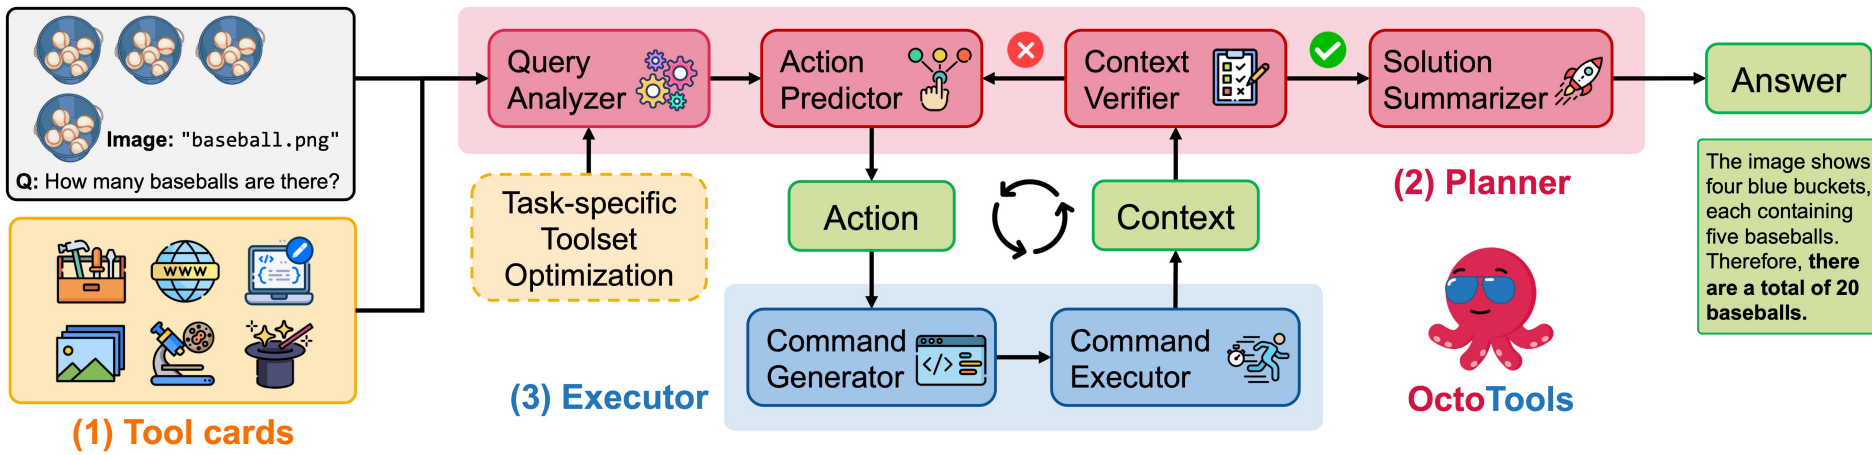 Image: "baseball.png"
Q: How many baseballs are there?
WWW
(1) Tool cards
Query
Analyzer
Action
Predictor
Context
Verifier
Solution
Summarizer
Answer
Task-specific
Toolset
Optimization
Action
Context
(2) Planner
Command
Generator
</>
Command
Executor
(3) Executor
OctoTools
The image shows
four blue buckets,
each containing
five baseballs.
Therefore, there
are a total of 20
baseballs.